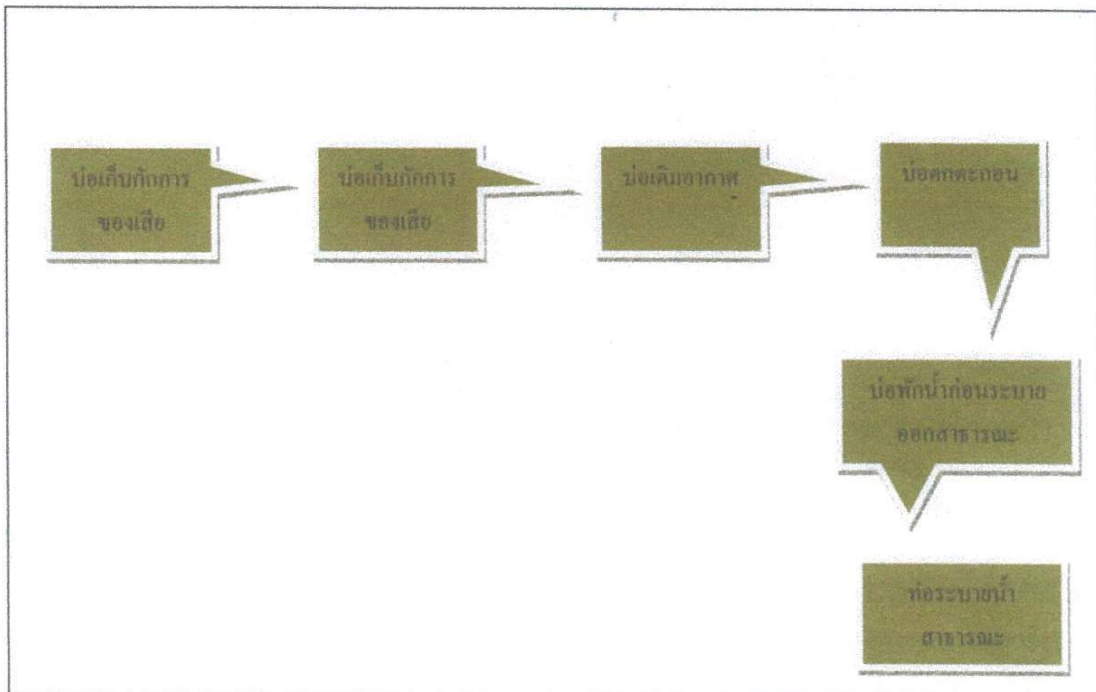 บ่อเก็บกักการ
ของเสีย
บ่อเก็บกักการ
ของเสีย
บ่อเติมอากาศ
บ่อตกตะกอน
บ่อพักน้ำก่อนระบาย
ออกสาธารณะ
ท่อระบายน้ำ
สาธารณะ